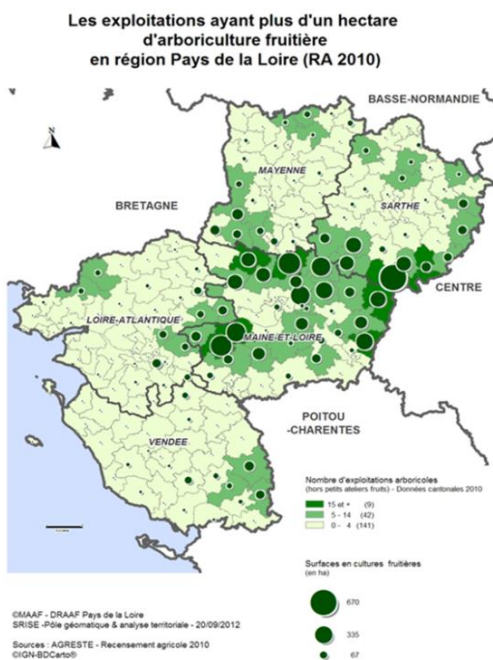 Les exploitations ayant plus d'un hectare
d'arboriculture fruitière
en région Pays de la Loire (RA 2010)
BASSE-NORMANDIE
N
MAYENNE
SARTHE
BRETAGNE
CENTRE
LOIRE-ATLANTIQUE
MAINE-ET-LOIRE
POITOU
-CHARENTES
VENDEE
Nombre d'exploitations arboricoles
(hors petits ateliers fruits) - Données cantonales 2010
15 et + (9)
5 - 14 (42)
0 - 4 (141)
Surfaces en cultures fruitières
(en ha)
670
335
67
©MAAF - DRAAF Pays de la Loire
SRISE -Pôle géomatique & analyse territoriale - 20/09/2012
Sources : AGRESTE - Recensement agricole 2010
©IGN-BDCarto®